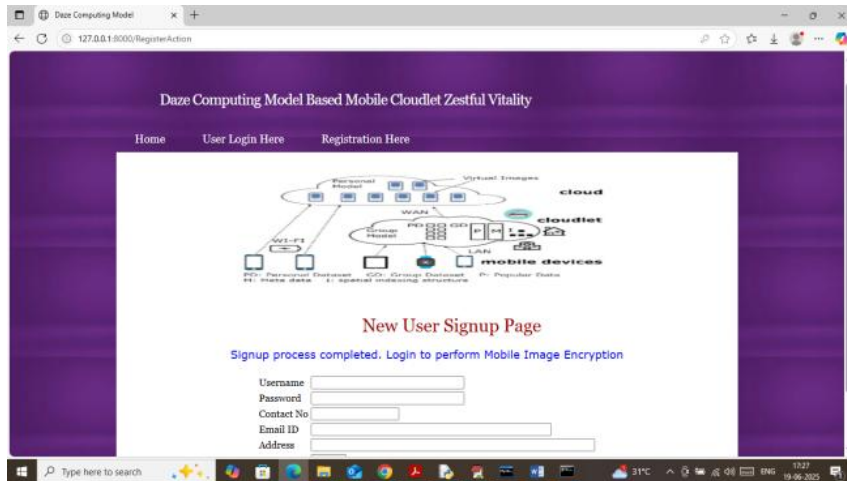 Daze Computing Model
127.0.0.1:8000/RegisterAction
Daze Computing Model Based Mobile Cloudlet Zestful Vitality
Home User Login Here Registration Here
Personal Model
Virtual Images
cloud
WAN
cloudlet
Group Model
PD GD P M I
WI-FI
LAN
mobile devices
PD- Personal Dataset GD- Group Dataset P- Popular Data
M- Meta data I- spatial indexing structure
New User Signup Page
Signup process completed. Login to perform Mobile Image Encryption
Username
Password
Contact No
Email ID
Address
Type here to search
31°C
ENG
17:27
19-06-2025